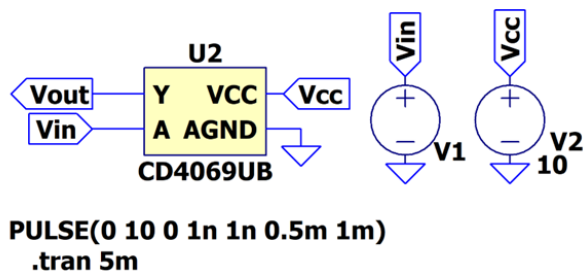 U2
Vin
Vcc
Vout Y VCC Vcc
Vin A AGND
V1
V2
CD4069UB
10
PULSE(0 10 0 1n 1n 0.5m 1m)
.tran 5m